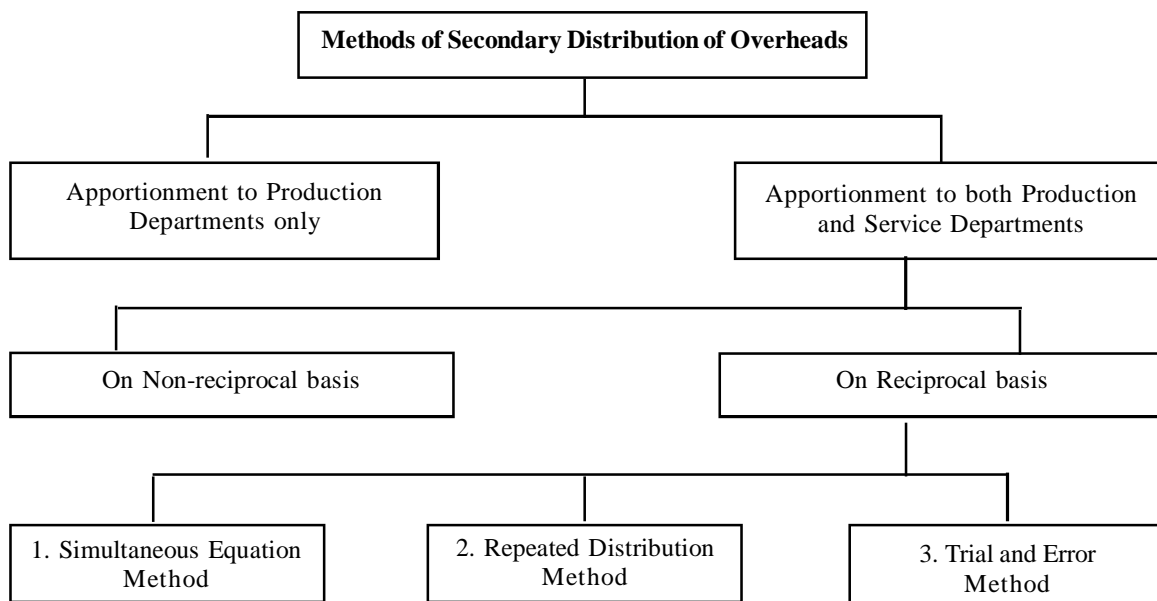 Methods of Secondary Distribution of Overheads
Apportionment to Production
Departments only
Apportionment to both Production
and Service Departments
On Non-reciprocal basis
On Reciprocal basis
1. Simultaneous Equation
Method
2. Repeated Distribution
Method
3. Trial and Error
Method